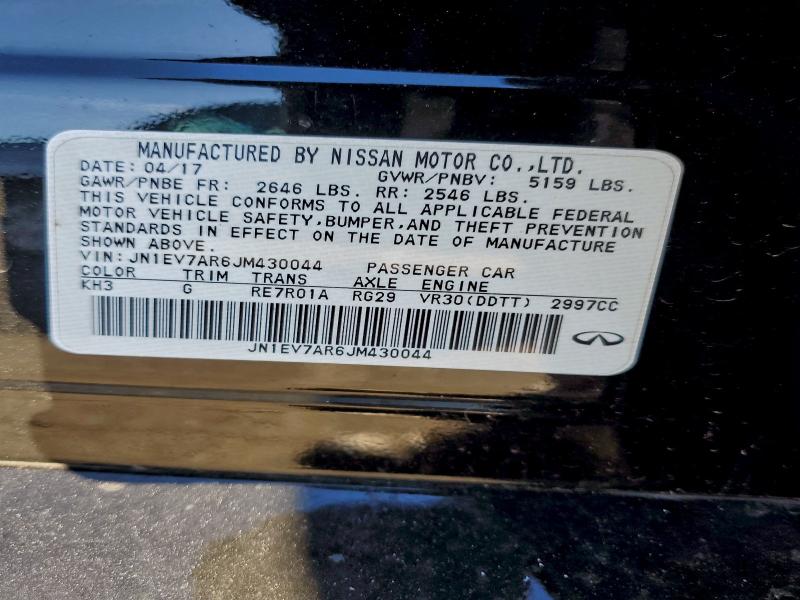 MANUFACTURED BY NISSAN MOTOR CO.,LTD.
DATE: 04/17 GVWR/PNBV: 5159 LBS.
GAWR/PNBE FR: 2646 LBS. RR: 2546 LBS.
THIS VEHICLE CONFORMS TO ALL APPLICABLE FEDERAL
MOTOR VEHICLE SAFETY,BUMPER,AND THEFT PREVENTION
STANDARDS IN EFFECT ON THE DATE OF MANUFACTURE
SHOWN ABOVE.
VIN:JN1EV7AR6JM430044 PASSENGER CAR
COLOR TRIM TRANS AXLE ENGINE
KH3 G RE7R01A RG29 VR30(DDTT) 2997CC
JN1EV7AR6JM430044